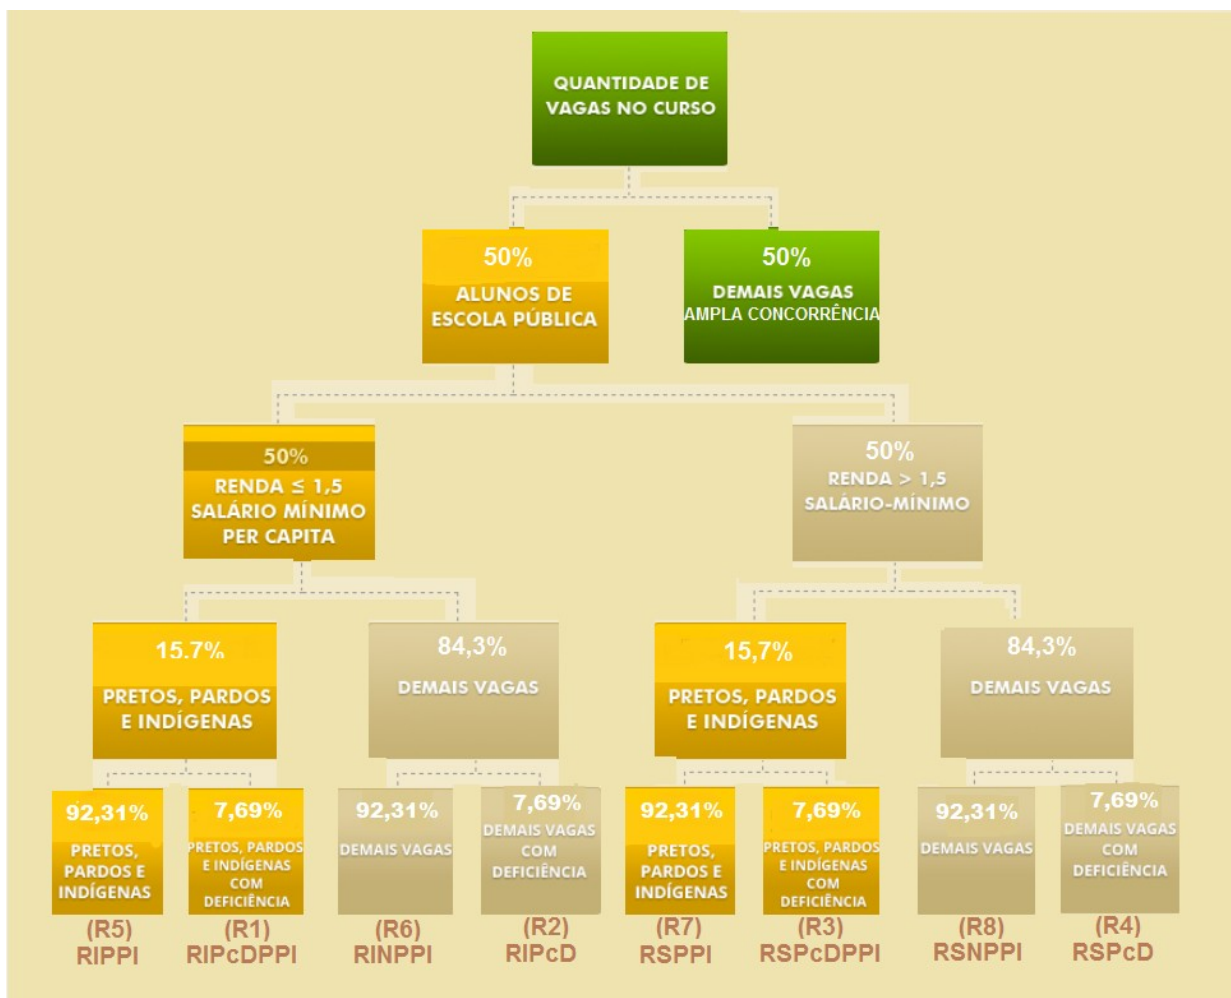 QUANTIDADE DE
VAGAS NO CURSO
50%
ALUNOS DE
ESCOLA PÚBLICA
50%
DEMAIS VAGAS
AMPLA CONCORRÊNCIA
50%
RENDA ≤ 1,5
SALÁRIO MÍNIMO
PER CAPITA
50%
RENDA > 1,5
SALÁRIO-MÍNIMO
15.7%
PRETOS, PARDOS
E INDÍGENAS
84,3%
DEMAIS VAGAS
15,7%
PRETOS, PARDOS
E INDÍGENAS
84,3%
DEMAIS VAGAS
92,31%
PRETOS,
PARDOS E
INDÍGENAS
(R5)
RIPPI
7,69%
PRETOS, PARDOS
E INDÍGENAS
COM
DEFICIÊNCIA
(R1)
RIPcDPPI
92,31%
DEMAIS VAGAS
(R6)
RINPPI
7,69%
DEMAIS VAGAS
COM
DEFICIÊNCIA
(R2)
RIPcD
92,31%
PRETOS,
PARDOS E
INDÍGENAS
(R7)
RSPPI
7,69%
PRETOS, PARDOS
E INDÍGENAS
COM
DEFICIÊNCIA
(R3)
RSPcDPPI
92,31%
DEMAIS VAGAS
(R8)
RSNPPI
7,69%
DEMAIS VAGAS
COM
DEFICIÊNCIA
(R4)
RSPcD